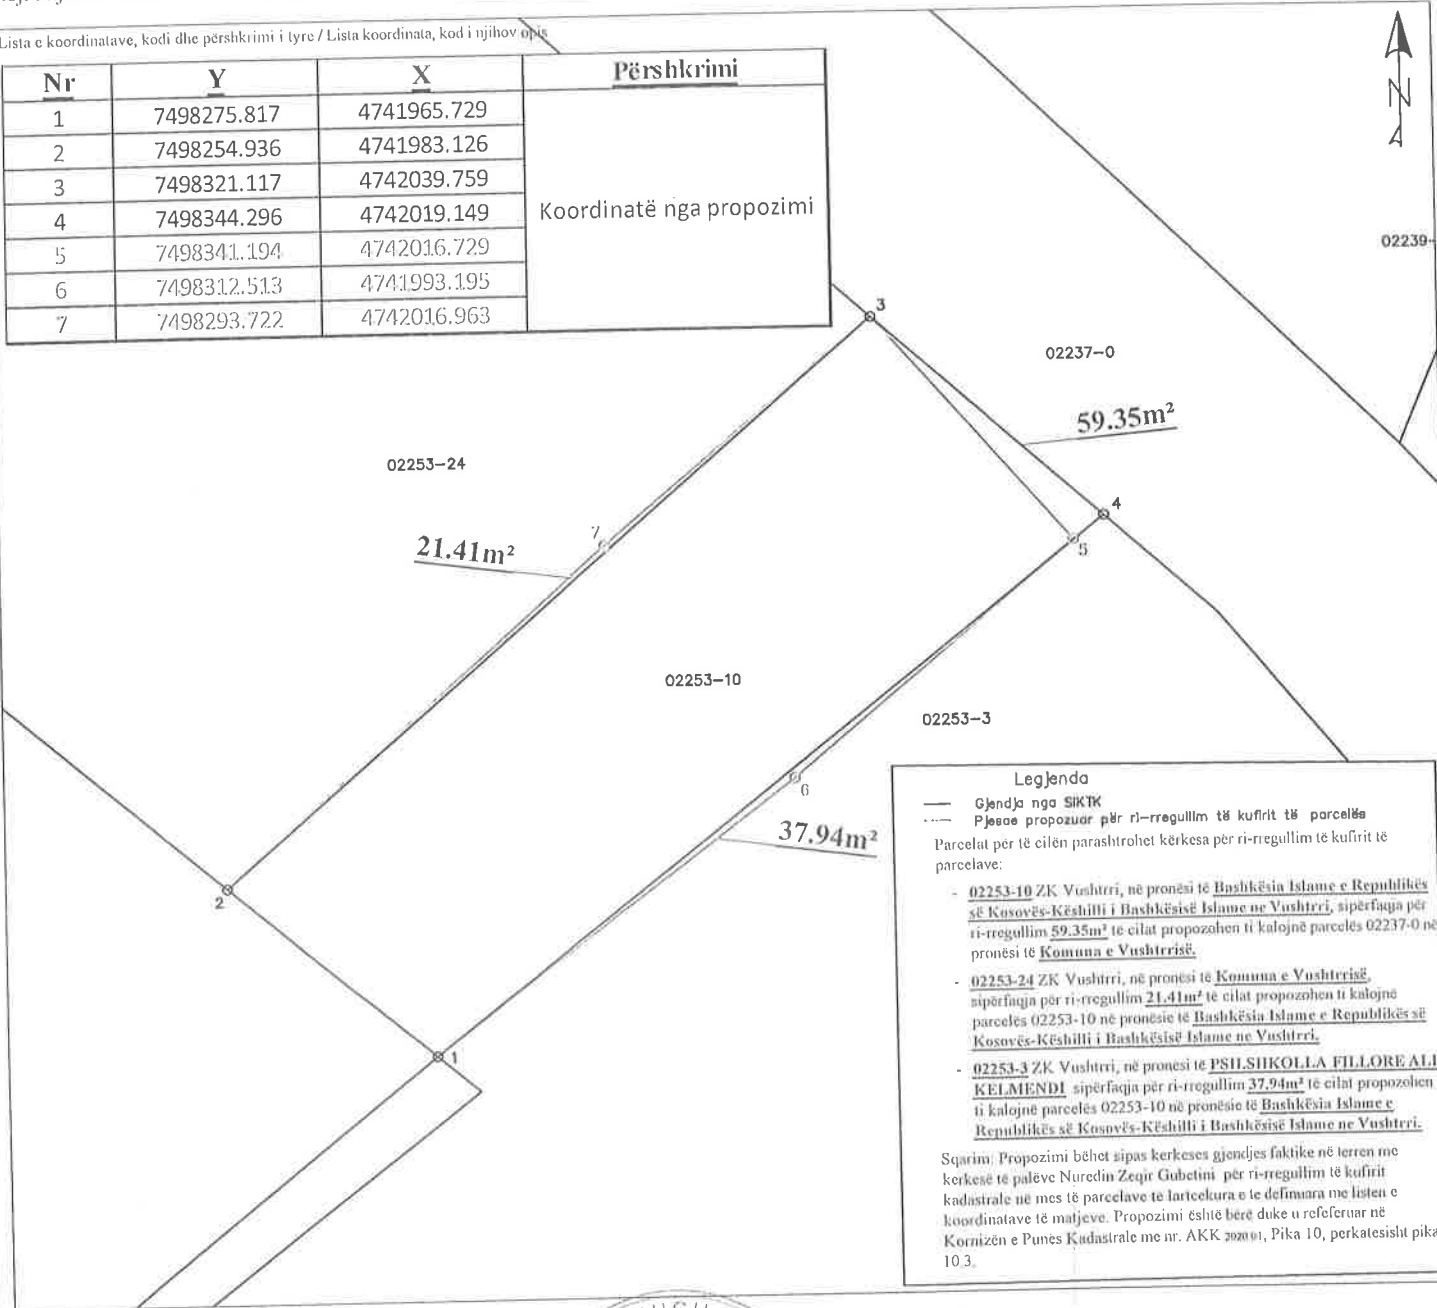 Lista e koordinatave, kodi dhe përshkrimi i tyre / Lista koordinata, kod i njihov opis
Nr Y X Përshkrimi
1 7498275.817 4741965.729
2 7498254.936 4741983.126
3 7498321.117 4742039.759
4 7498344.296 4742019.149
5 7498341.194 4742016.729
6 7498312.513 4741993.195
7 7498293.722 4742016.963
Koordinatë nga propozimi
N
02239-
3
02237-0
59.35m²
02253-24
4
7
5
21.41m²
02253-10
02253-3
6
37.94m²
2
1
Legjenda
Gjendja nga SIKTK
Pjesae propozuar për ri-rregullim të kufirit të parcelës
Parcelat për të cilën parashtrohet kërkesa për ri-rregullim të kufirit të
parcelave:
- 02253-10 ZK Vushtrri, në pronësi të Bashkësia Islame e Republikës
së Kosovës-Këshilli i Bashkësisë Islame ne Vushtrri, sipërfaqja për
ri-rregullim 59.35m² të cilat propozohen ti kalojnë parcelës 02237-0 në
pronësi të Komuna e Vushtrrisë.
- 02253-24 ZK Vushtrri, në pronësi të Komuna e Vushtrrisë,
sipërfaqja për ri-rregullim 21.41m² të cilat propozohen ti kalojnë
parcelës 02253-10 në pronësie të Bashkësia Islame e Republikës së
Kosovës-Këshilli i Bashkësisë Islame ne Vushtrri.
- 02253-3 ZK Vushtrri, në pronësi të PSILSHKOLLA FILLORE ALI
KELMENDI sipërfaqja për ri-rregullim 37.94m² të cilat propozohen
ti kalojnë parcelës 02253-10 në pronësie të Bashkësia Islame e
Republikës së Kosovës-Këshilli i Bashkësisë Islame ne Vushtrri.
Sqarim: Propozimi bëhet sipas kerkeses gjendjes faktike në terren me
kerkesë të palëve Nuredin Zeqir Gubetini për ri-rregullim të kufirit
kadastrale në mes të parcelave te lartcekura e te definuara me listen e
koordinatave të matjeve. Propozimi është bërë duke u refeferuar në
Kornizën e Punës Kadastrale me nr. AKK 2020/01, Pika 10, perkatesisht pika
10.3.